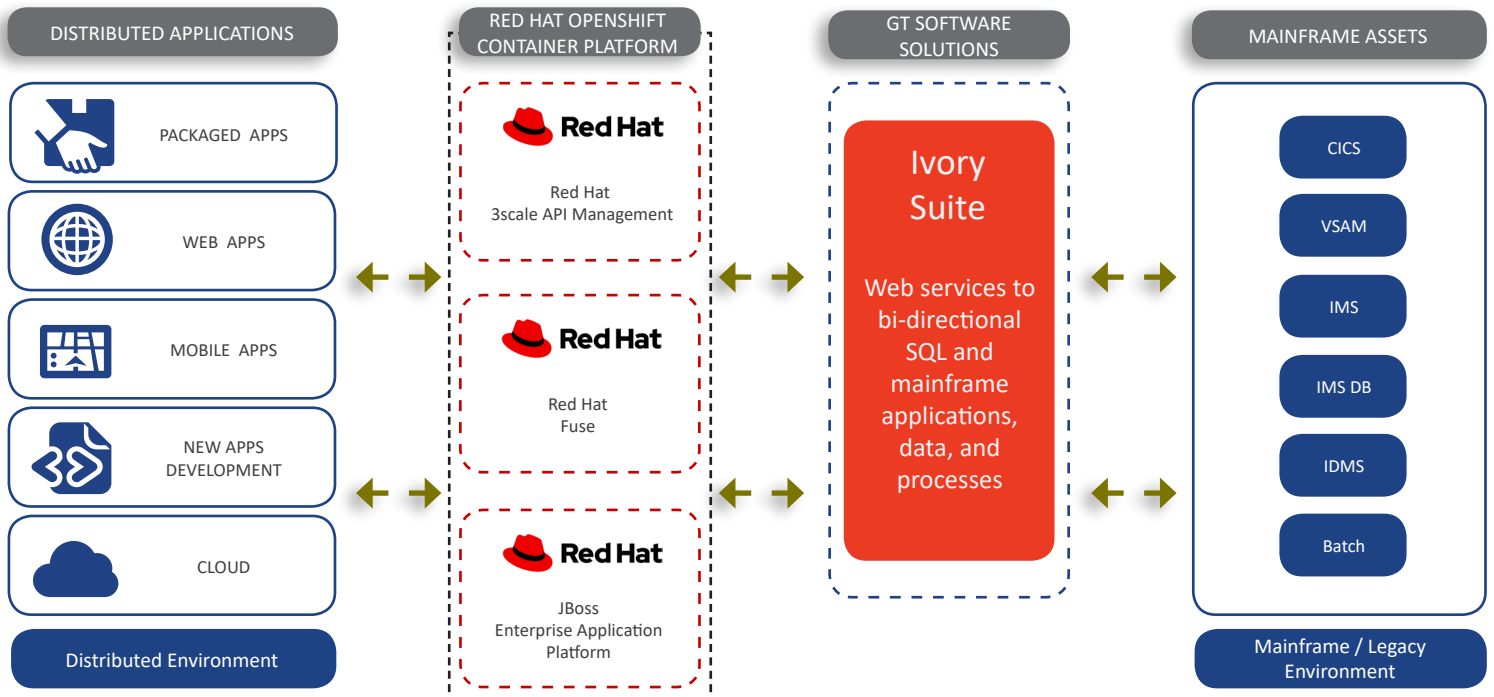 DISTRIBUTED APPLICATIONS
PACKAGED APPS
WEB APPS
MOBILE APPS
NEW APPS
DEVELOPMENT
CLOUD
Distributed Environment
RED HAT OPENSHIFT
CONTAINER PLATFORM
Red Hat
Red Hat
3scale API Management
Red Hat
Red Hat
Fuse
Red Hat
JBoss
Enterprise Application
Platform
GT SOFTWARE
SOLUTIONS
Ivory
Suite
Web services to
bi-directional
SQL and
mainframe
applications,
data, and
processes
MAINFRAME ASSETS
CICS
VSAM
IMS
IMS DB
IDMS
Batch
Mainframe / Legacy
Environment